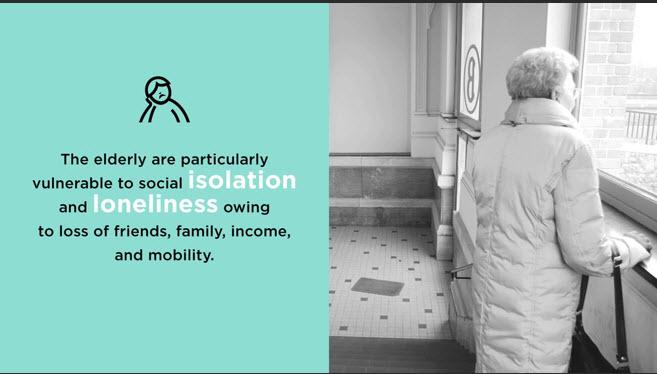 The elderly are particularly
vulnerable to social isolation
and loneliness owing
to loss of friends, family, income,
and mobility.